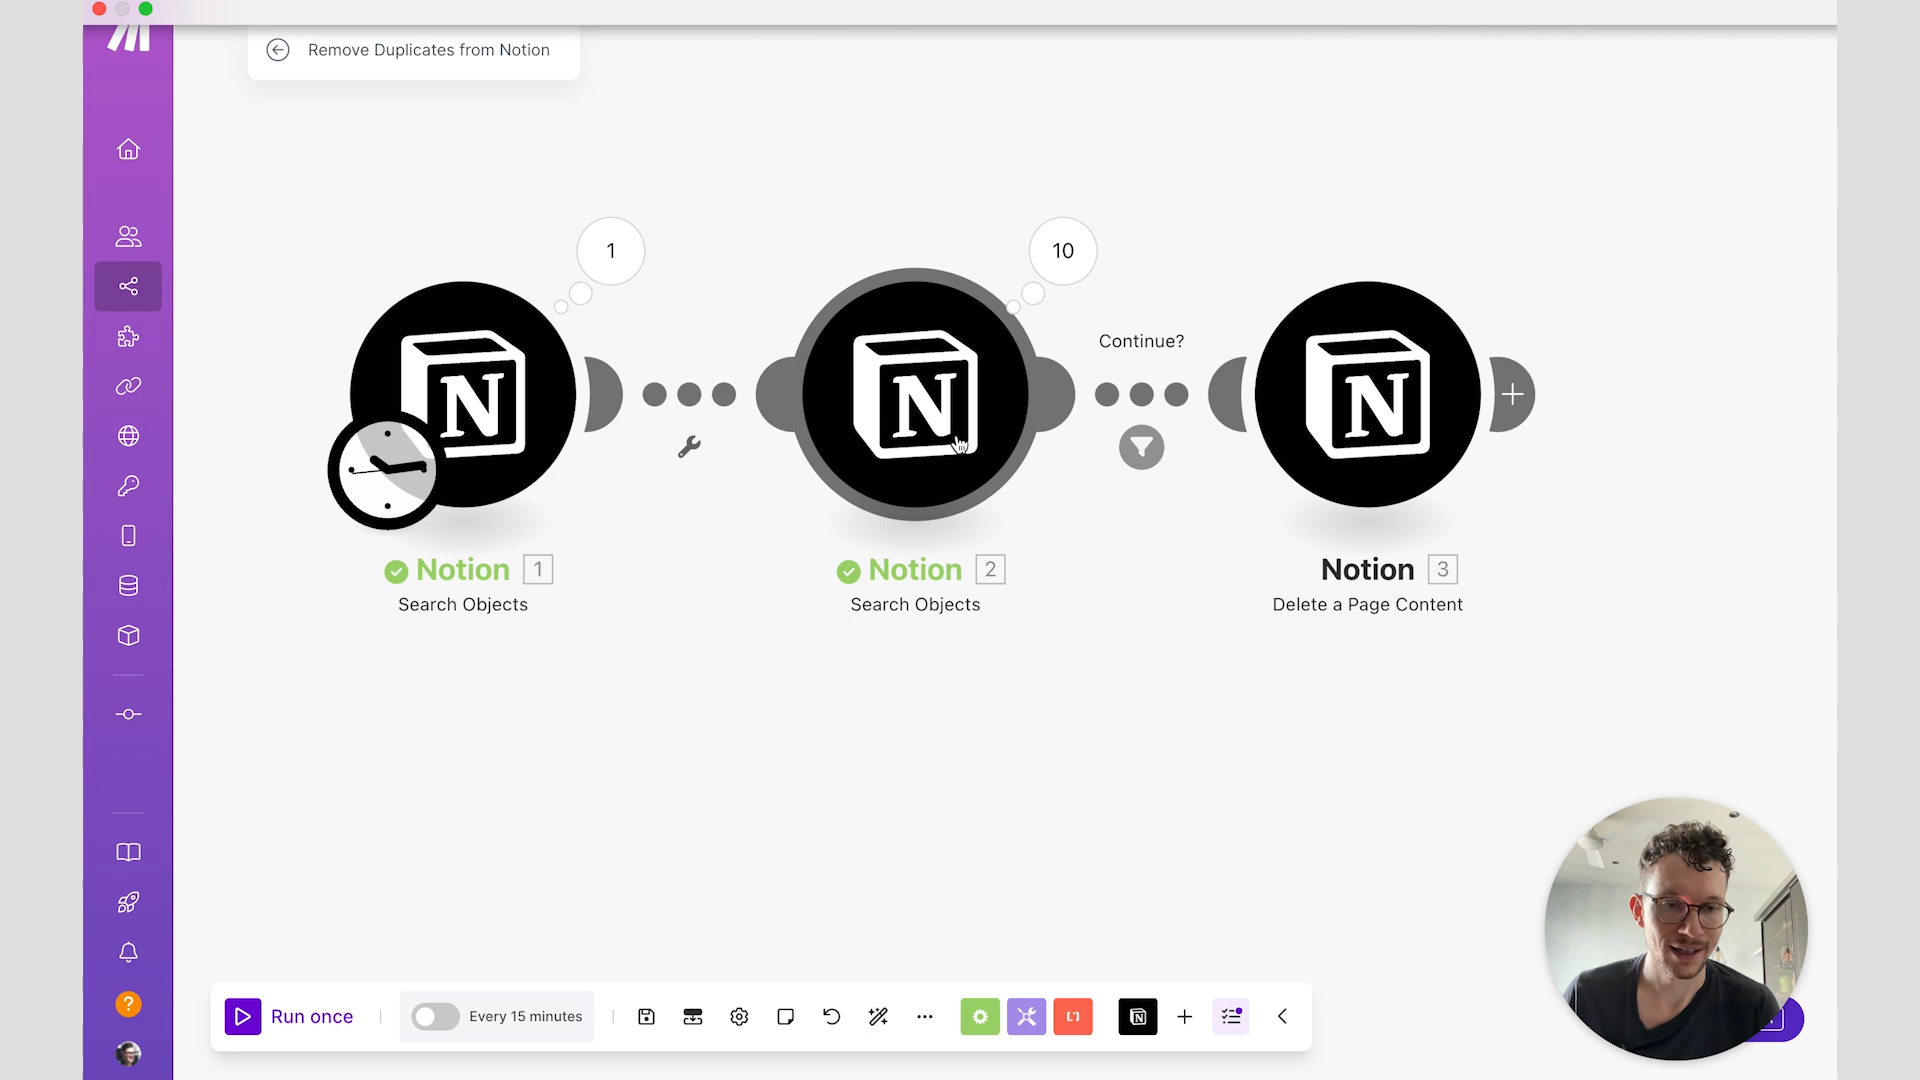 Remove Duplicates from Notion
1
10
Continue?
N
N
N
Notion 1
Notion 2
Notion 3
Search Objects
Search Objects
Delete a Page Content
?
Run once
Every 15 minutes
N